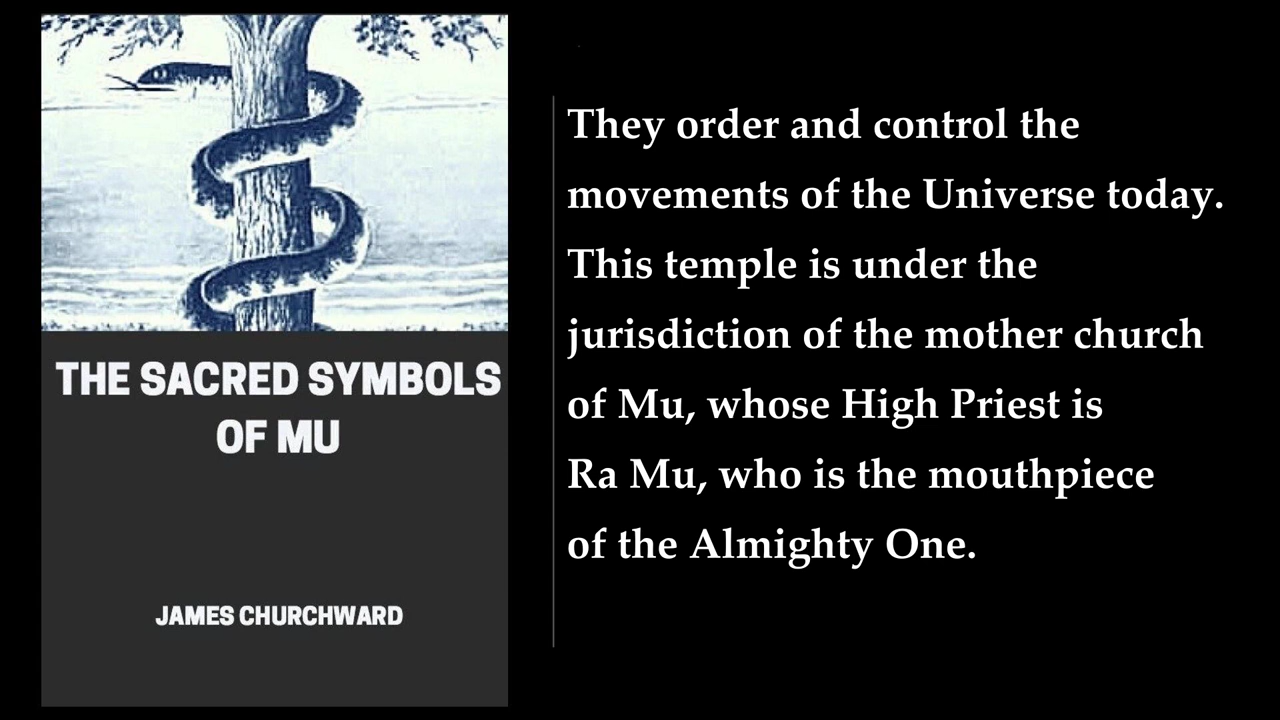 THE SACRED SYMBOLS
OF MU
JAMES CHURCHWARD
They order and control the
movements of the Universe today.
This temple is under the
jurisdiction of the mother church
of Mu, whose High Priest is
Ra Mu, who is the mouthpiece
of the Almighty One.